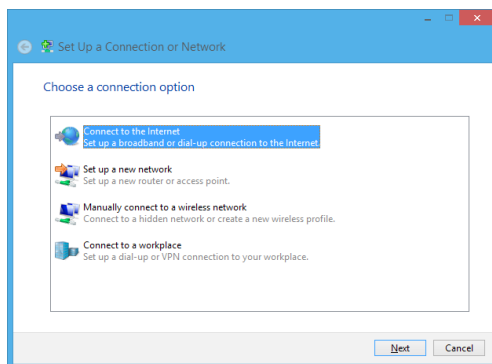 Set Up a Connection or Network
Choose a connection option
Connect to the Internet
Set up a broadband or dial-up connection to the Internet.
Set up a new network
Set up a new router or access point.
Manually connect to a wireless network
Connect to a hidden network or create a new wireless profile.
Connect to a workplace
Set up a dial-up or VPN connection to your workplace.
Next
Cancel